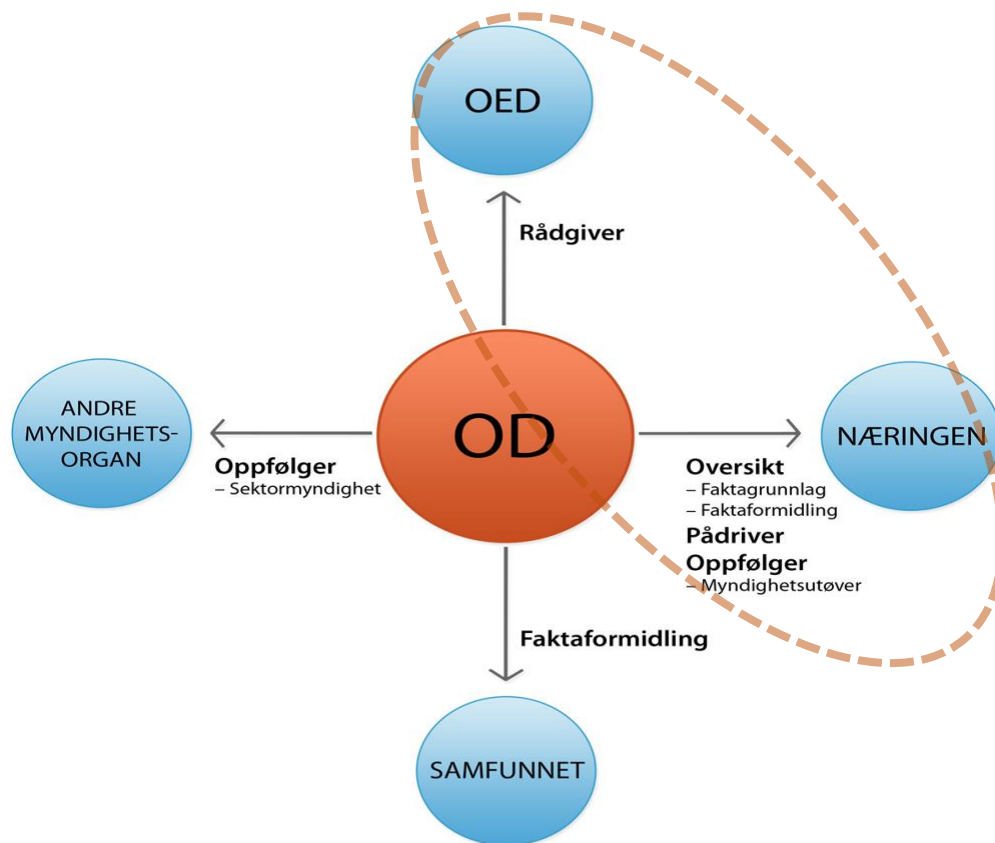 OED
Rådgiver
ANDRE
MYNDIGHETS-
ORGAN
Oppfølger
– Sektormyndighet
OD
NÆRINGEN
Oversikt
– Faktagrunnlag
– Faktaformidling
Pådriver
Oppfølger
– Myndighetsutøver
Faktaformidling
SAMFUNNET